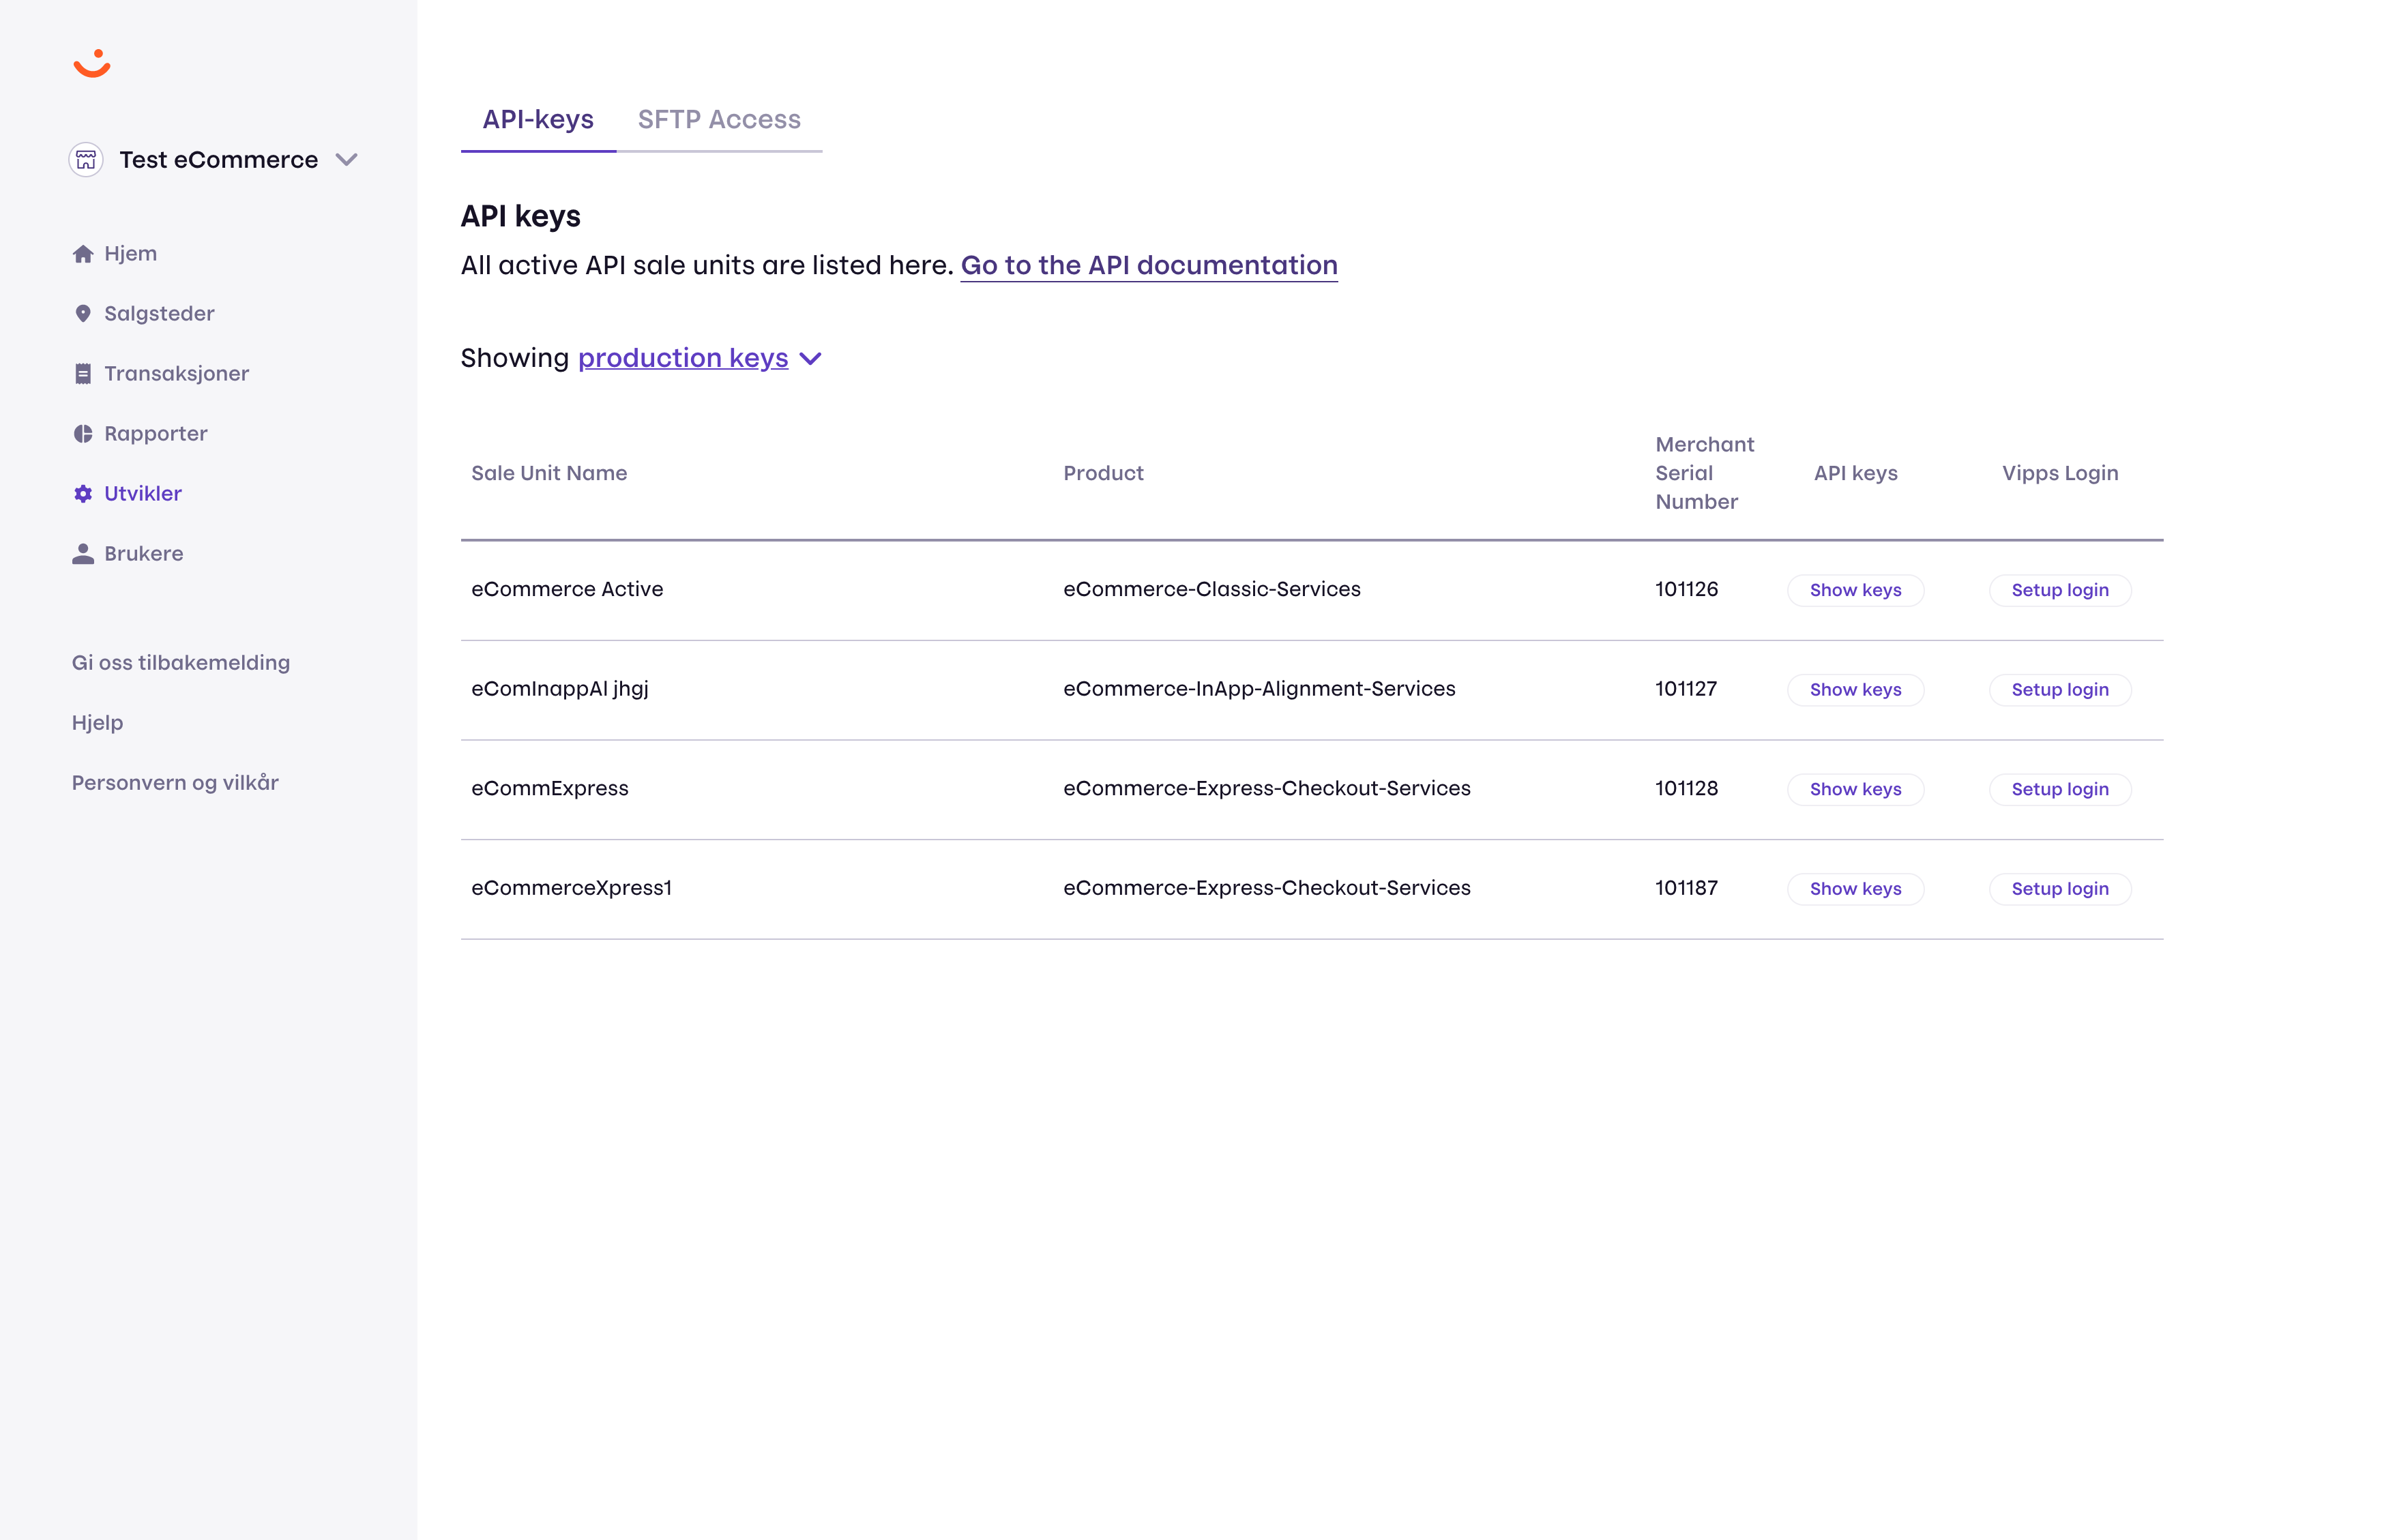 Test eCommerce
Hjem
Salgsteder
Transaksjoner
Rapporter
Utvikler
Brukere
Gi oss tilbakemelding
Hjelp
Personvern og vilkår
API-keys SFTP Access
API keys
All active API sale units are listed here. Go to the API documentation
Showing production keys
Sale Unit Name Product Merchant Serial Number API keys Vipps Login
eCommerce Active eCommerce-Classic-Services 101126 Show keys Setup login
eComInappAl jhgj eCommerce-InApp-Alignment-Services 101127 Show keys Setup login
eCommExpress eCommerce-Express-Checkout-Services 101128 Show keys Setup login
eCommerceXpress1 eCommerce-Express-Checkout-Services 101187 Show keys Setup login